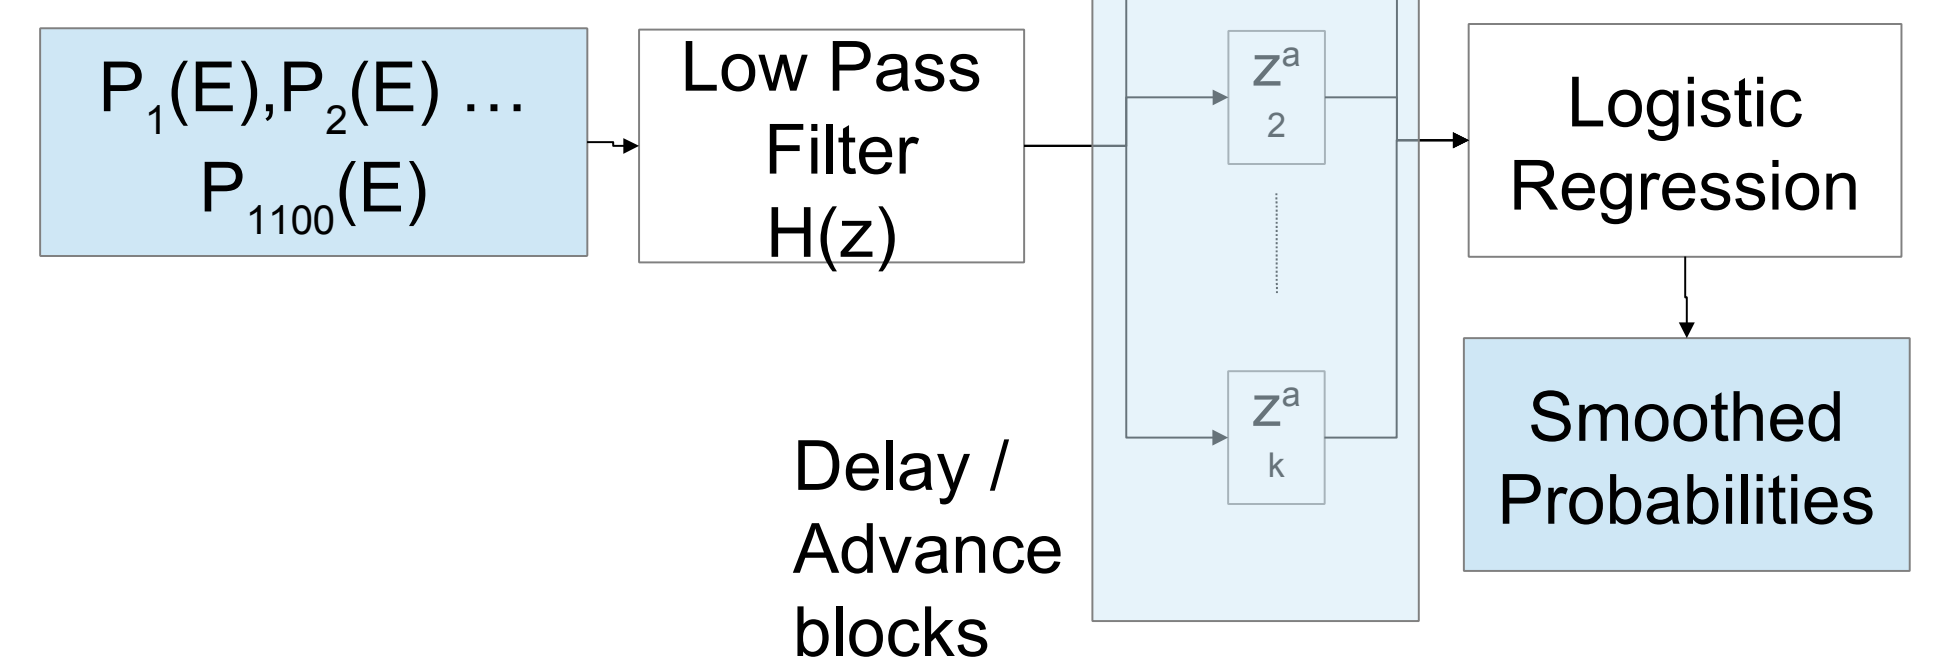 P₁(E),P₂(E) …
P₁₁₀₀(E)
Low Pass
Filter
H(z)
zᵃ
2
zᵃ
k
Delay /
Advance
blocks
Logistic
Regression
Smoothed
Probabilities